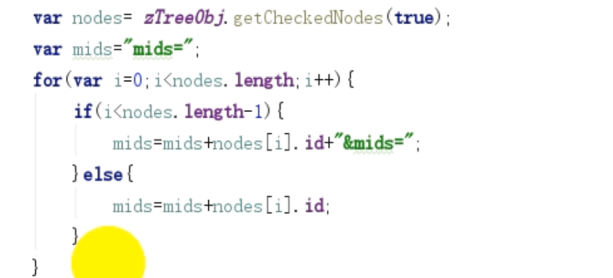 var nodes= zTreeObj.getCheckedNodes(true);
var mids="mids=";
for(var i=0;i<nodes.length;i++){
if(i<nodes.length-1){
mids=mids+nodes[i].id+"&mids=";
}else{
mids=mids+nodes[i].id;
}
}